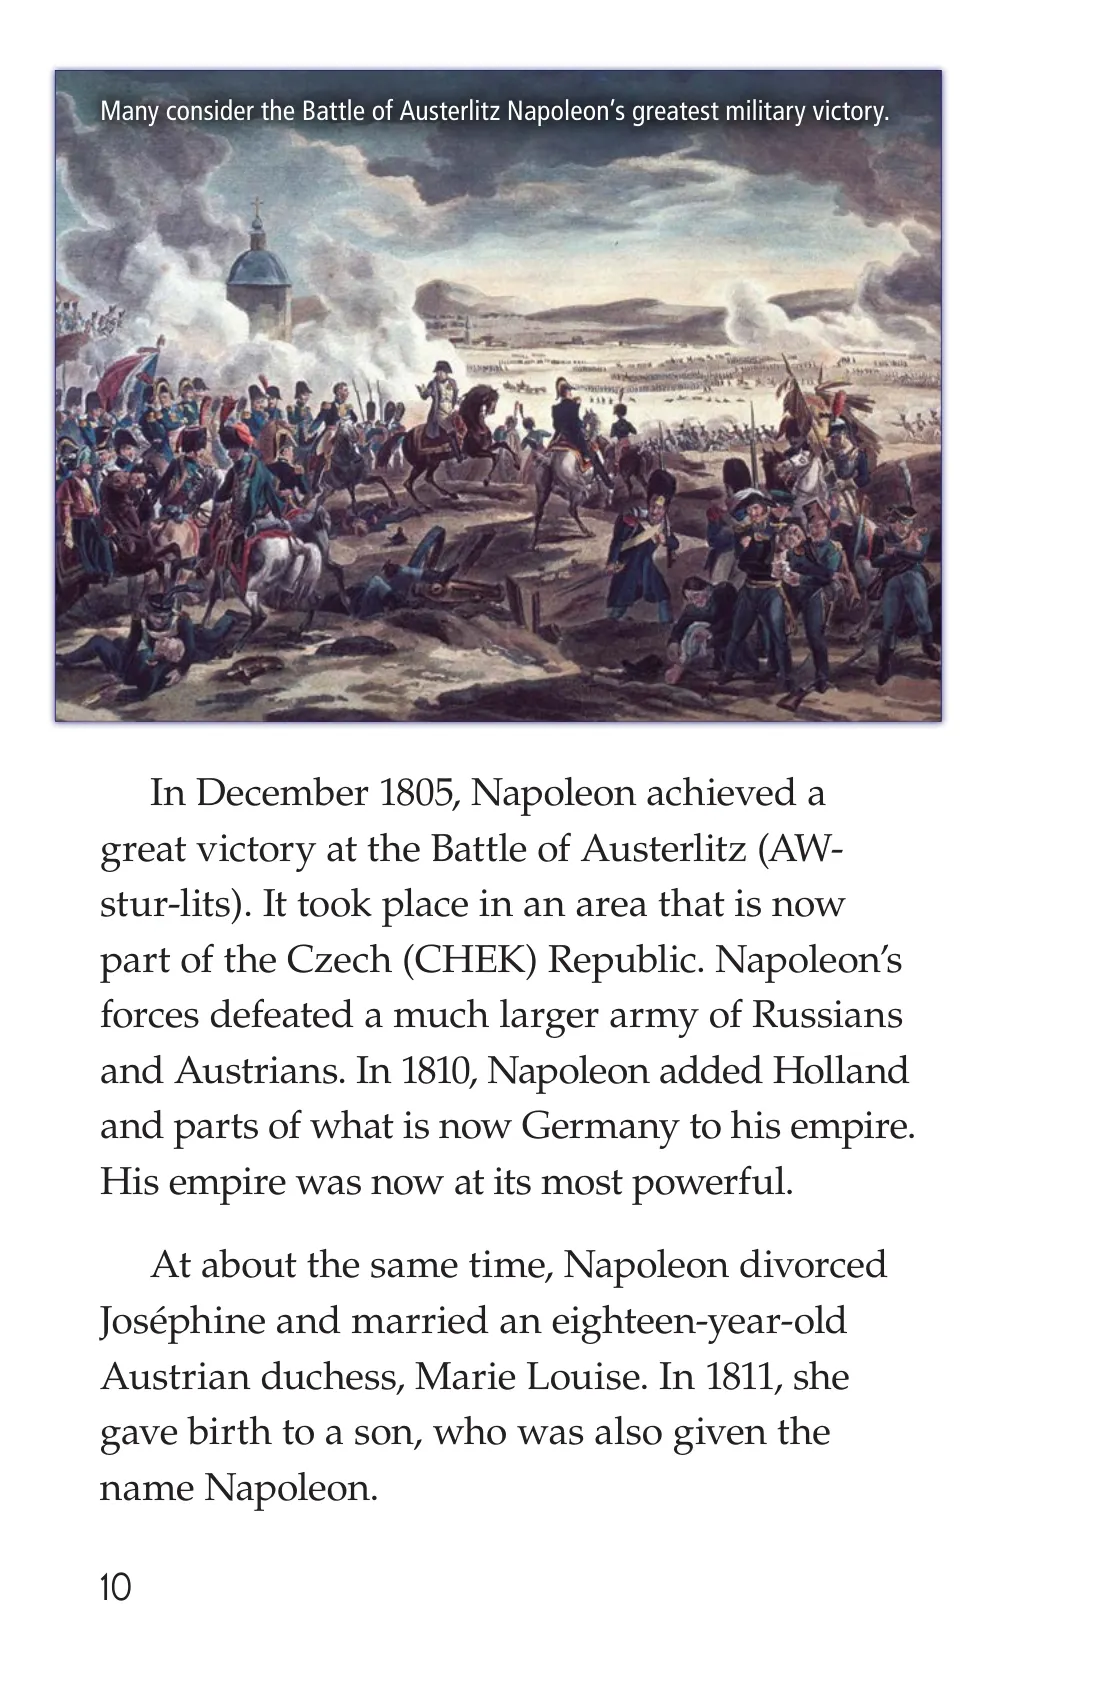 Many consider the Battle of Austerlitz Napoleon's greatest military victory.
In December 1805, Napoleon achieved a
great victory at the Battle of Austerlitz (AW-
stur-lits). It took place in an area that is now
part of the Czech (CHEK) Republic. Napoleon's
forces defeated a much larger army of Russians
and Austrians. In 1810, Napoleon added Holland
and parts of what is now Germany to his empire.
His empire was now at its most powerful.
At about the same time, Napoleon divorced
Joséphine and married an eighteen-year-old
Austrian duchess, Marie Louise. In 1811, she
gave birth to a son, who was also given the
name Napoleon.
10